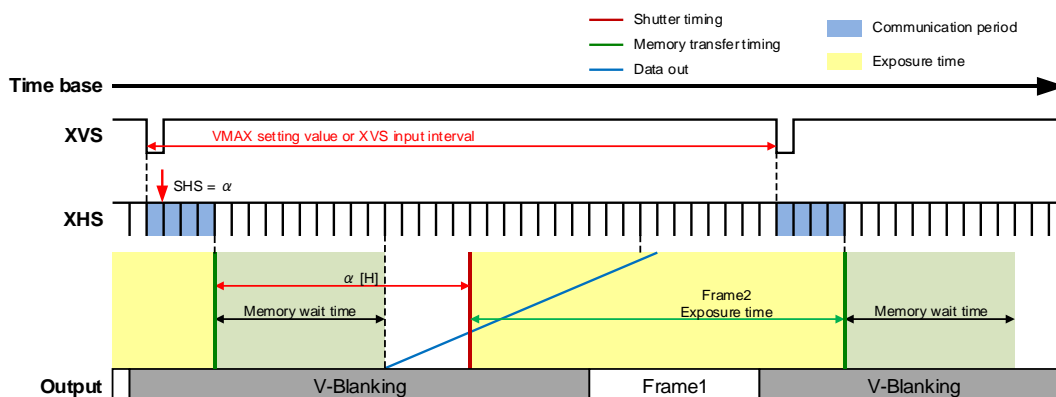 Shutter timing
Memory transfer timing
Data out
Communication period
Exposure time
Time base
XVS
VMAX setting value or XVS input interval
SHS = α
XHS
α [H]
Memory wait time
Frame2
Exposure time
Memory wait time
Output
V-Blanking
Frame1
V-Blanking